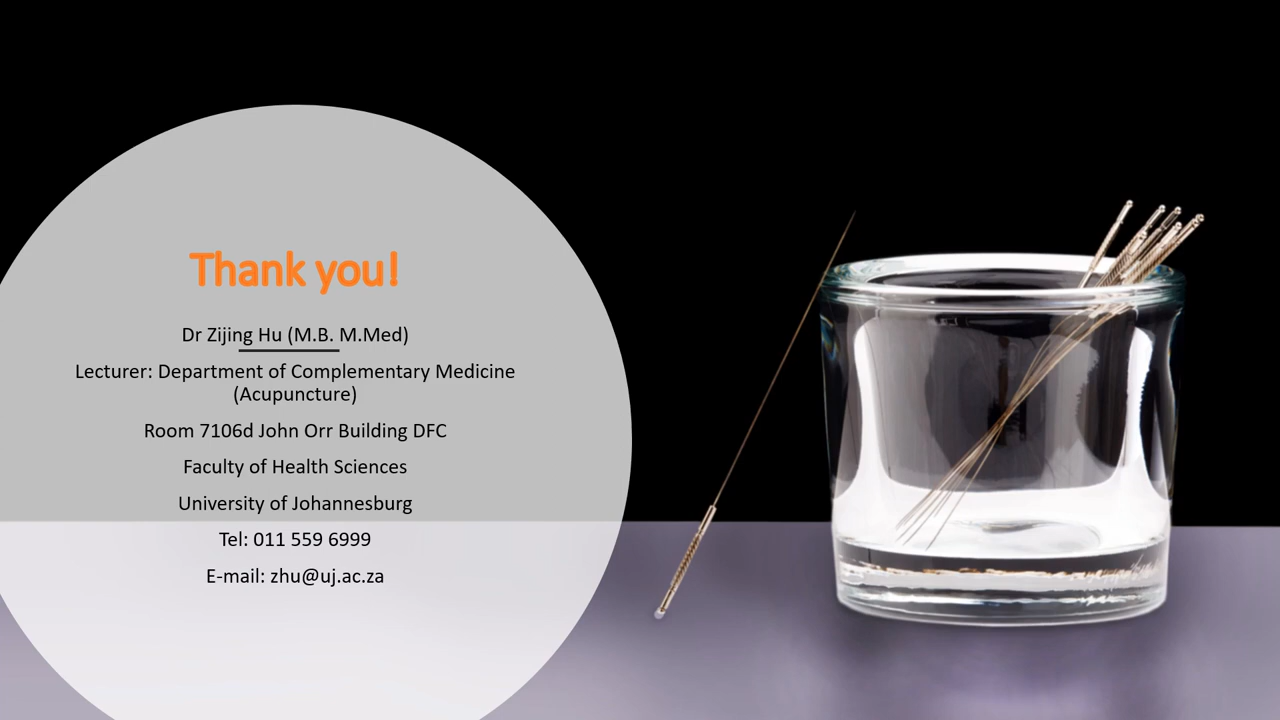 Thank you!
Dr Zijing Hu (M.B. M.Med)
Lecturer: Department of Complementary Medicine
(Acupuncture)
Room 7106d John Orr Building DFC
Faculty of Health Sciences
University of Johannesburg
Tel: 011 559 6999
E-mail: zhu@uj.ac.za